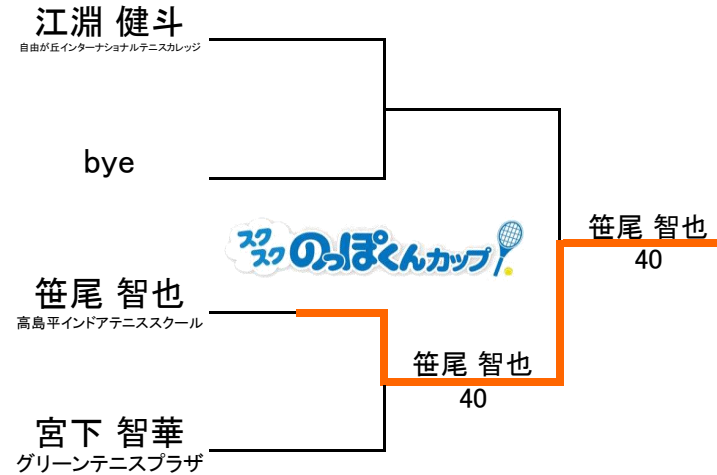 江淵 健斗
自由が丘インターナショナルテニスカレッジ
bye
スクスク のっぽくんカップ!
笹尾 智也
40
笹尾 智也
高島平インドアテニススクール
笹尾 智也
40
宮下 智華
グリーンテニスプラザ